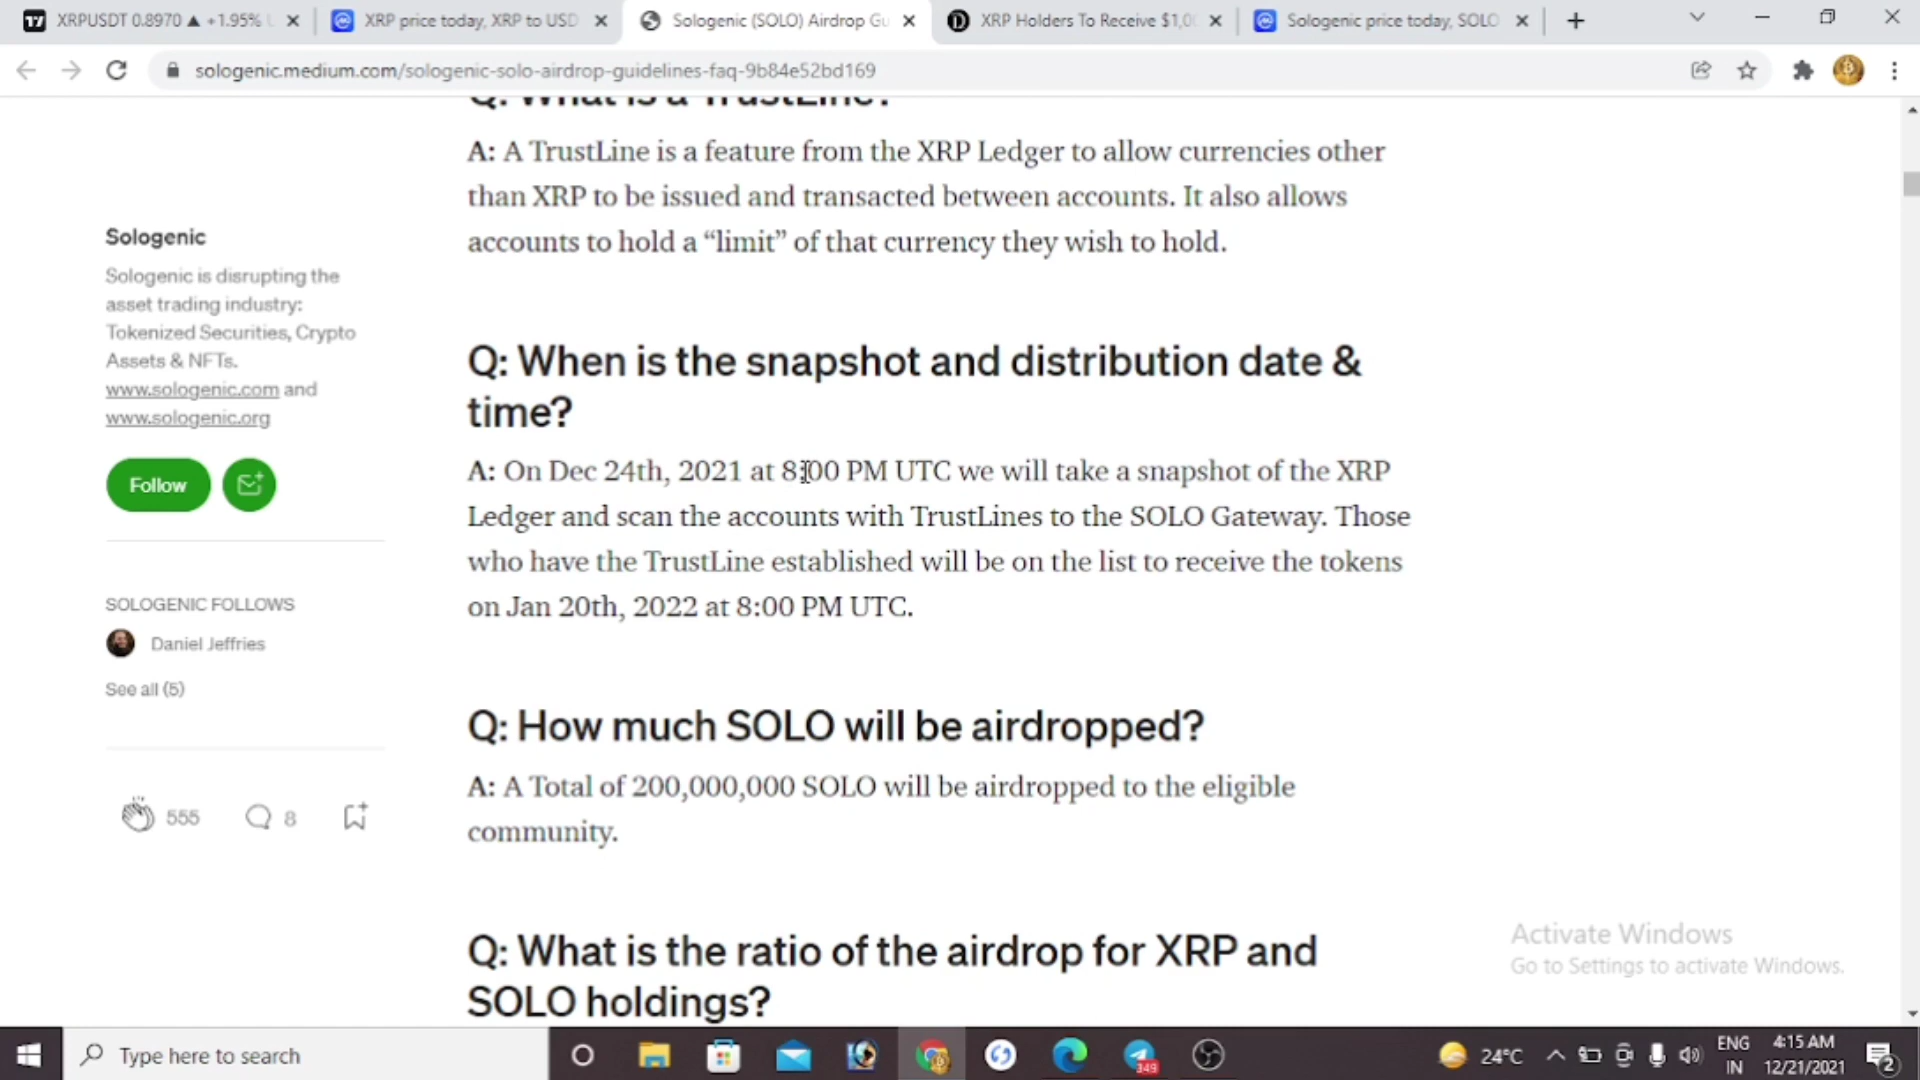 XRPUSDT 0.8970 ▲ +1.95%
XRP price today, XRP to USD
Sologenic (SOLO) Airdrop Gu
XRP Holders To Receive $1,0
Sologenic price today, SOLO
sologenic.medium.com/sologenic-solo-airdrop-guidelines-faq-9b84e52bd169
Q: What is a TrustLine?
A: A TrustLine is a feature from the XRP Ledger to allow currencies other
than XRP to be issued and transacted between accounts. It also allows
accounts to hold a “limit” of that currency they wish to hold.
Sologenic
Sologenic is disrupting the
asset trading industry:
Tokenized Securities, Crypto
Assets & NFTs.
www.sologenic.com and
www.sologenic.org
Follow
SOLOGENIC FOLLOWS
Daniel Jeffries
See all (5)
555
8
Q: When is the snapshot and distribution date &
time?
A: On Dec 24th, 2021 at 8:00 PM UTC we will take a snapshot of the XRP
Ledger and scan the accounts with TrustLines to the SOLO Gateway. Those
who have the TrustLine established will be on the list to receive the tokens
on Jan 20th, 2022 at 8:00 PM UTC.
Q: How much SOLO will be airdropped?
A: A Total of 200,000,000 SOLO will be airdropped to the eligible
community.
Q: What is the ratio of the airdrop for XRP and
SOLO holdings?
Activate Windows
Go to Settings to activate Windows.
Type here to search
349
24°C
ENG
IN
4:15 AM
12/21/2021
2